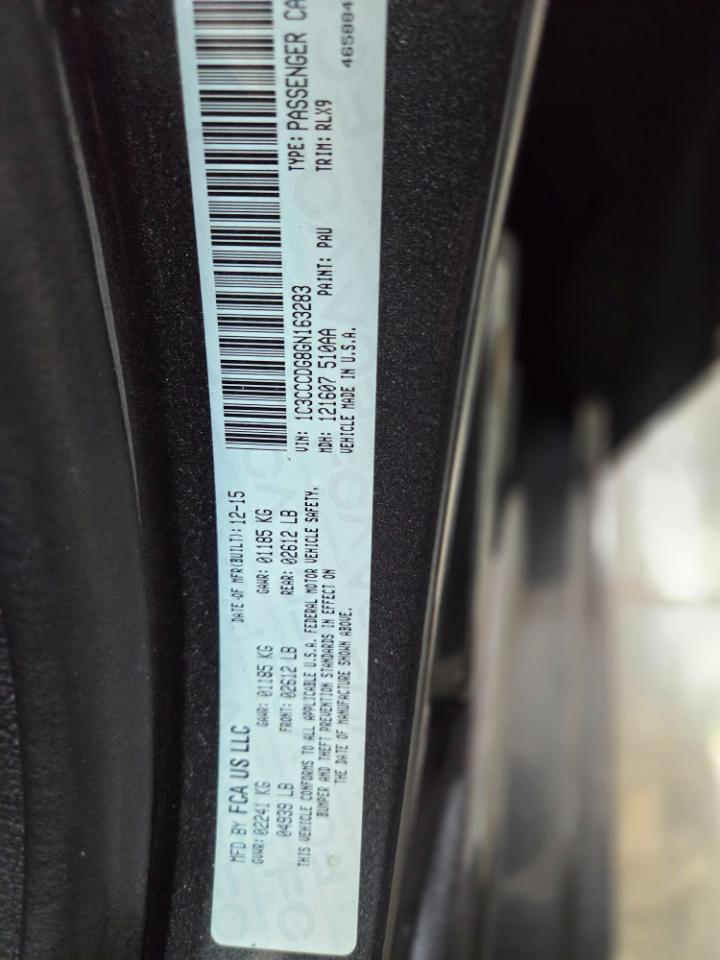 MFD BY FCA US LLC
DATE OF MFR(BUILT): 12-15
GVWR: 02241 KG
GAWR: 01185 KG
GAWR: 01185 KG
04939 LB
FRONT: 02612 LB
REAR: 02612 LB
THIS VEHICLE CONFORMS TO ALL APPLICABLE U.S.A. FEDERAL MOTOR VEHICLE SAFETY,
BUMPER AND THEFT PREVENTION STANDARDS IN EFFECT ON
THE DATE OF MANUFACTURE SHOWN ABOVE.
VIN: 1C3CCCDG8GN163283
TYPE: PASSENGER CA
MDH: 121607 510AA
PAINT: PAU
TRIM: RLX9
VEHICLE MADE IN U.S.A.
465884